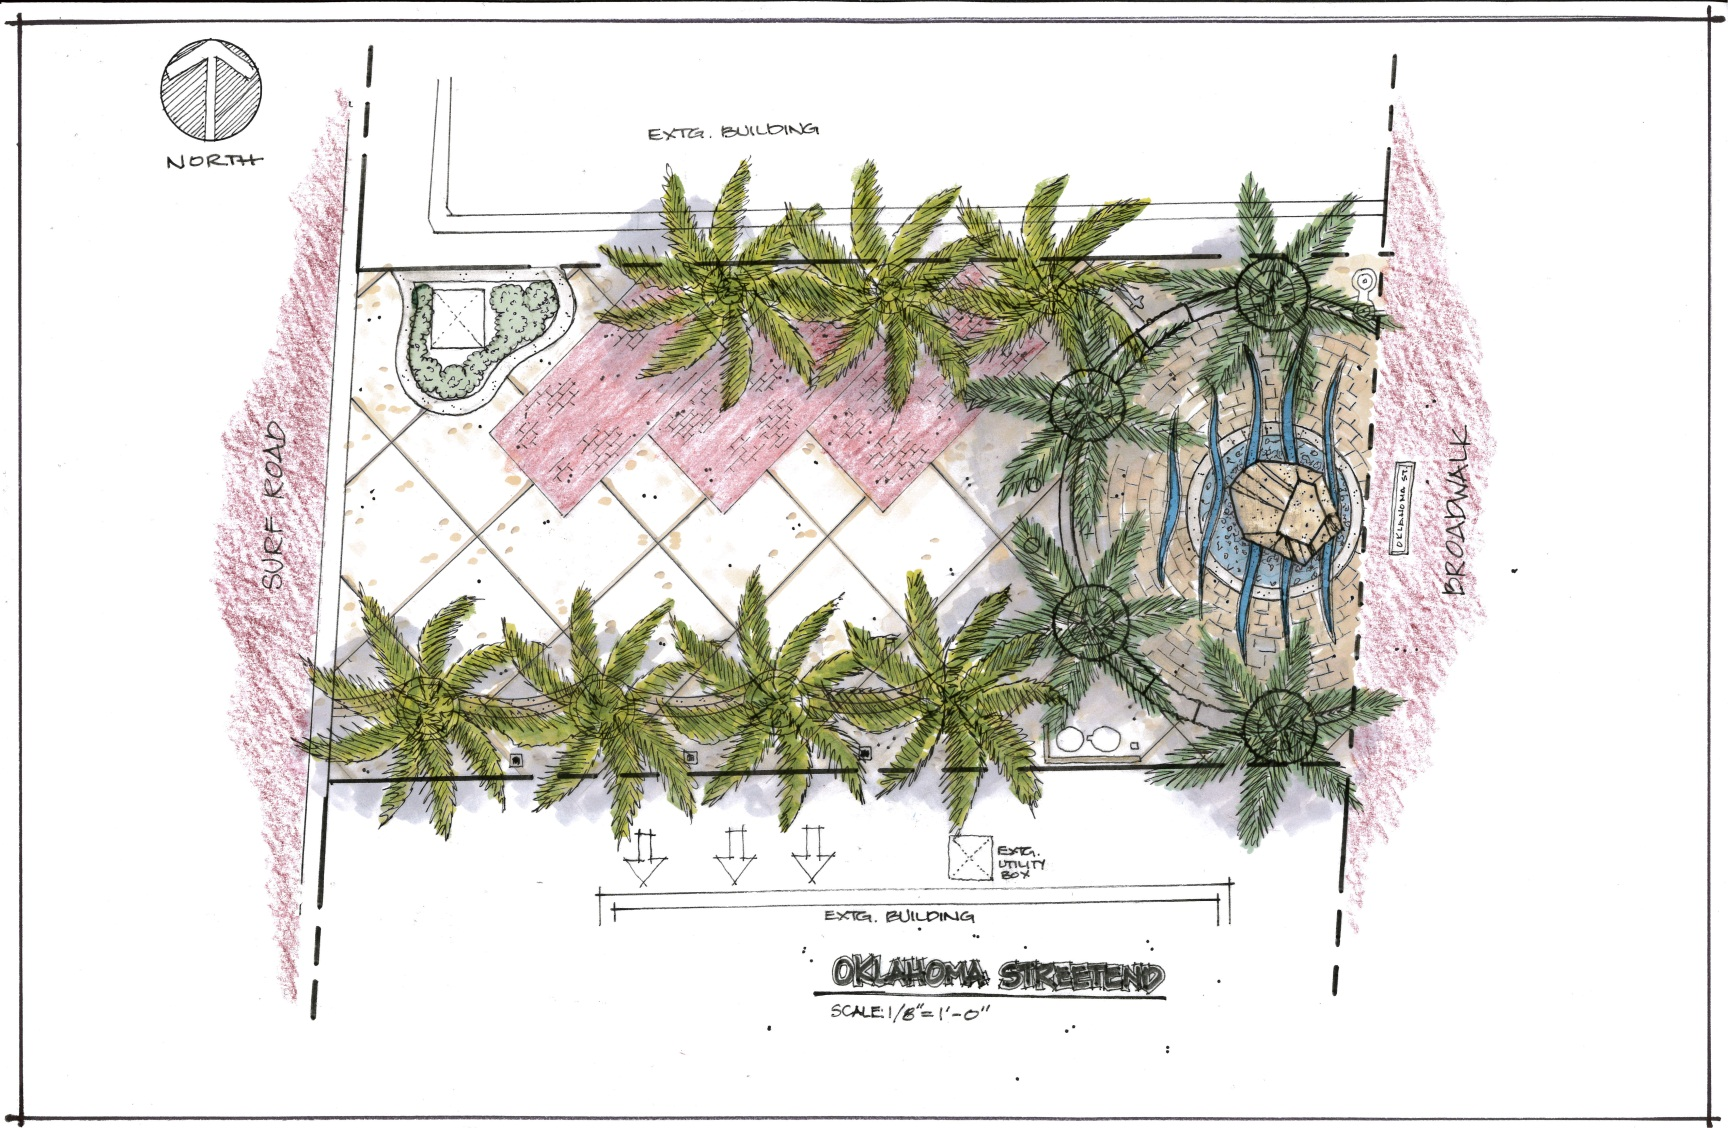 NORTH
EXTG. BUILDING
SURF ROAD
OKLAHOMA ST.
BROADWALK
EXTG.
UTILITY
BOX
EXTG. BUILDING
OKLAHOMA STREETEND
SCALE: 1/8"=1'-0"